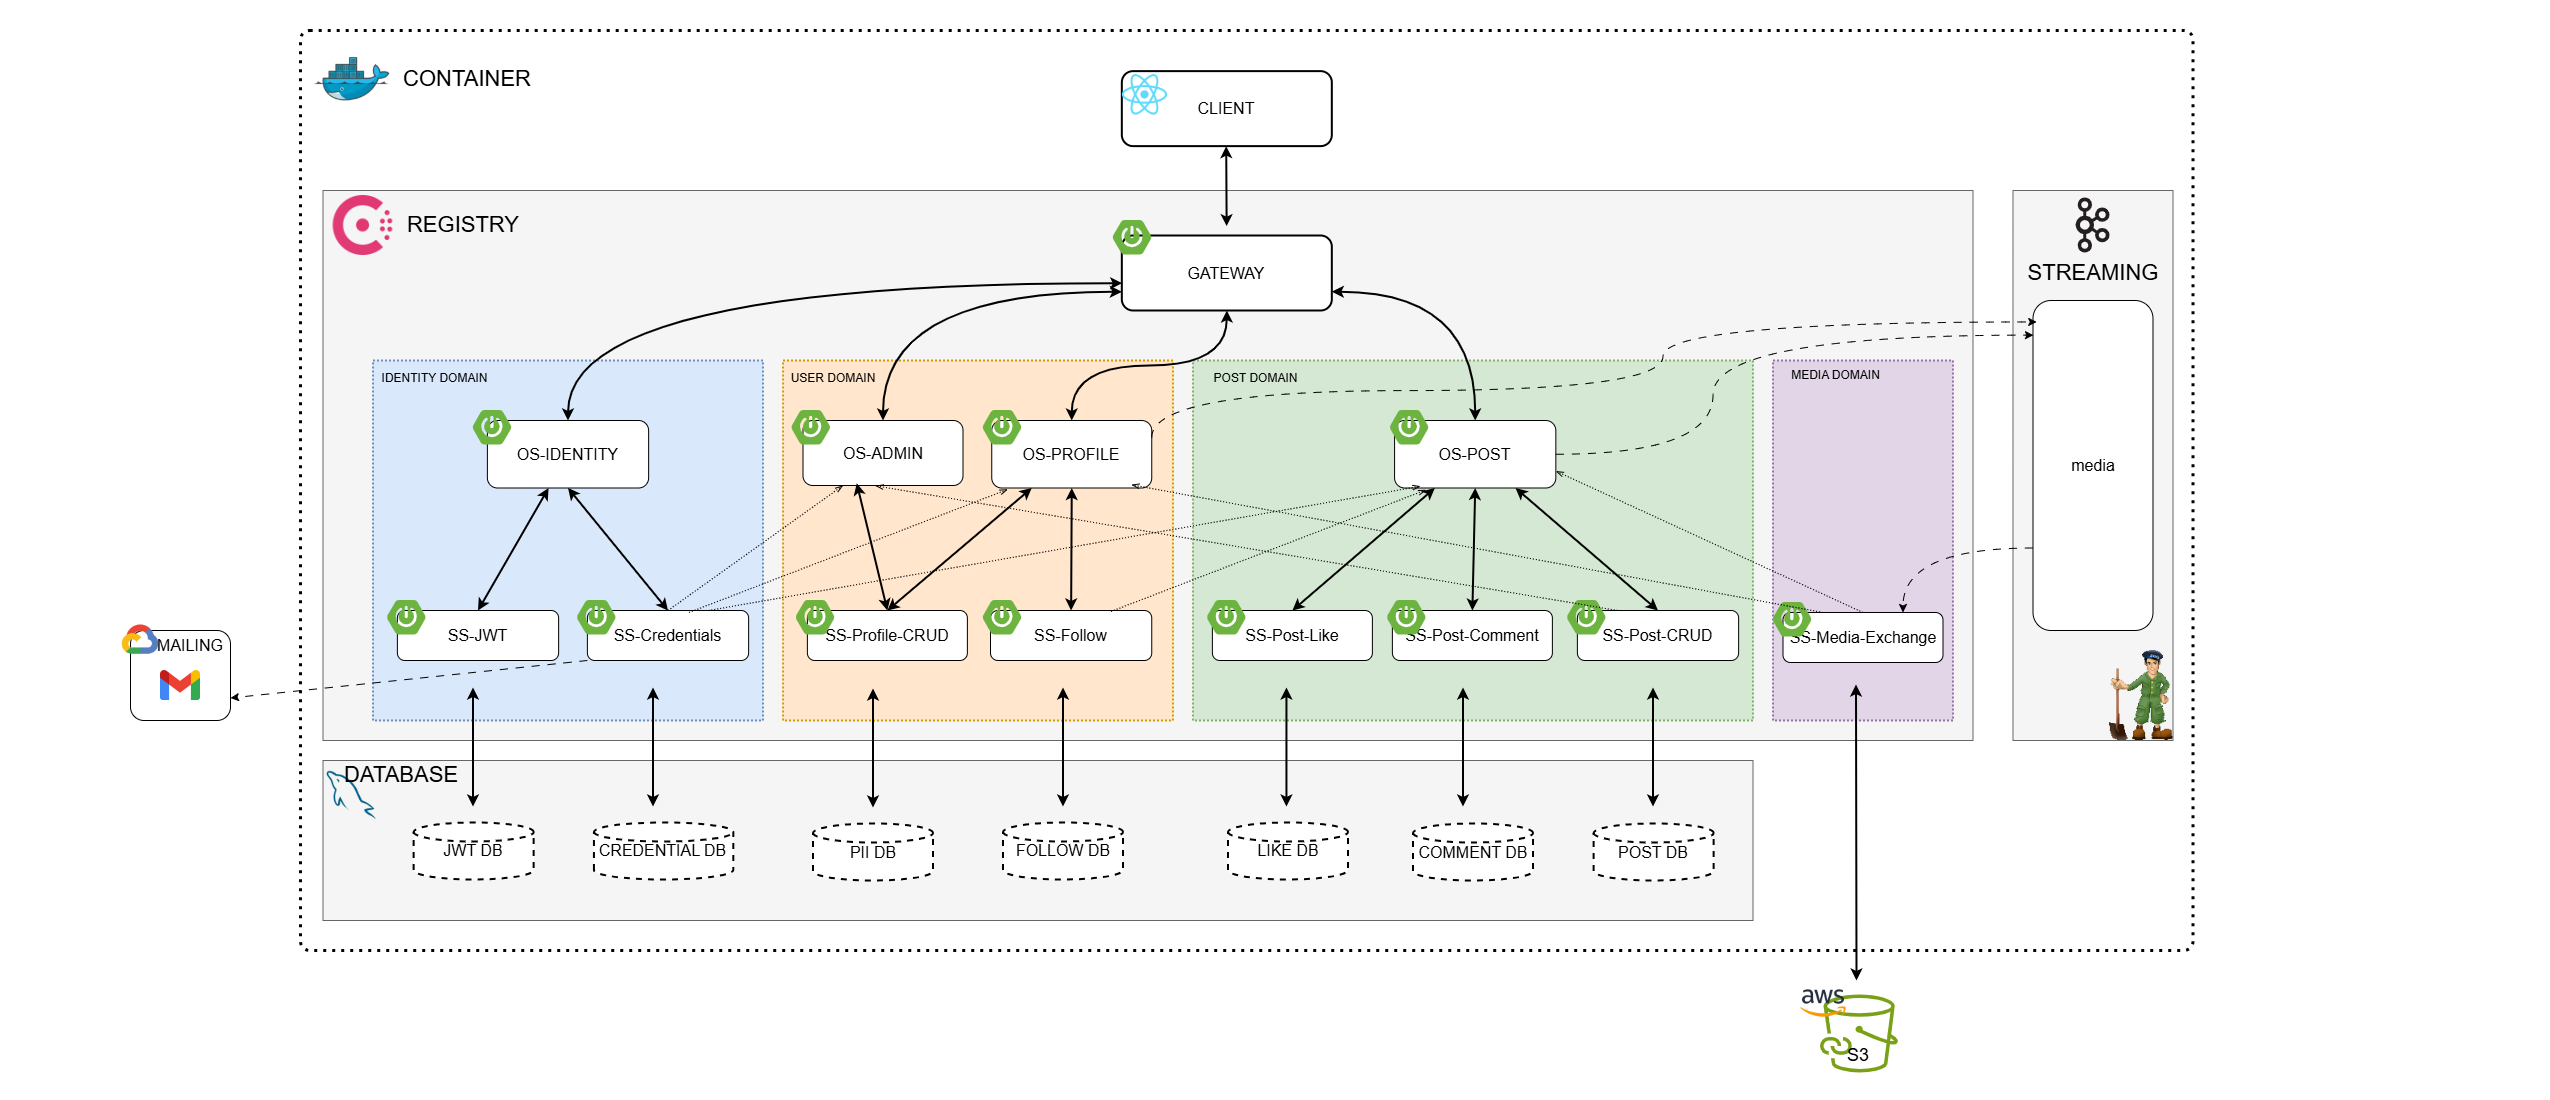 CONTAINER
CLIENT
REGISTRY
GATEWAY
STREAMING
IDENTITY DOMAIN
USER DOMAIN
POST DOMAIN
MEDIA DOMAIN
OS-IDENTITY
OS-ADMIN
OS-PROFILE
OS-POST
media
SS-JWT
SS-Credentials
SS-Profile-CRUD
SS-Follow
SS-Post-Like
SS-Post-Comment
SS-Post-CRUD
SS-Media-Exchange
MAILING
DATABASE
JWT DB
CREDENTIAL DB
PII DB
FOLLOW DB
LIKE DB
COMMENT DB
POST DB
aws
S3